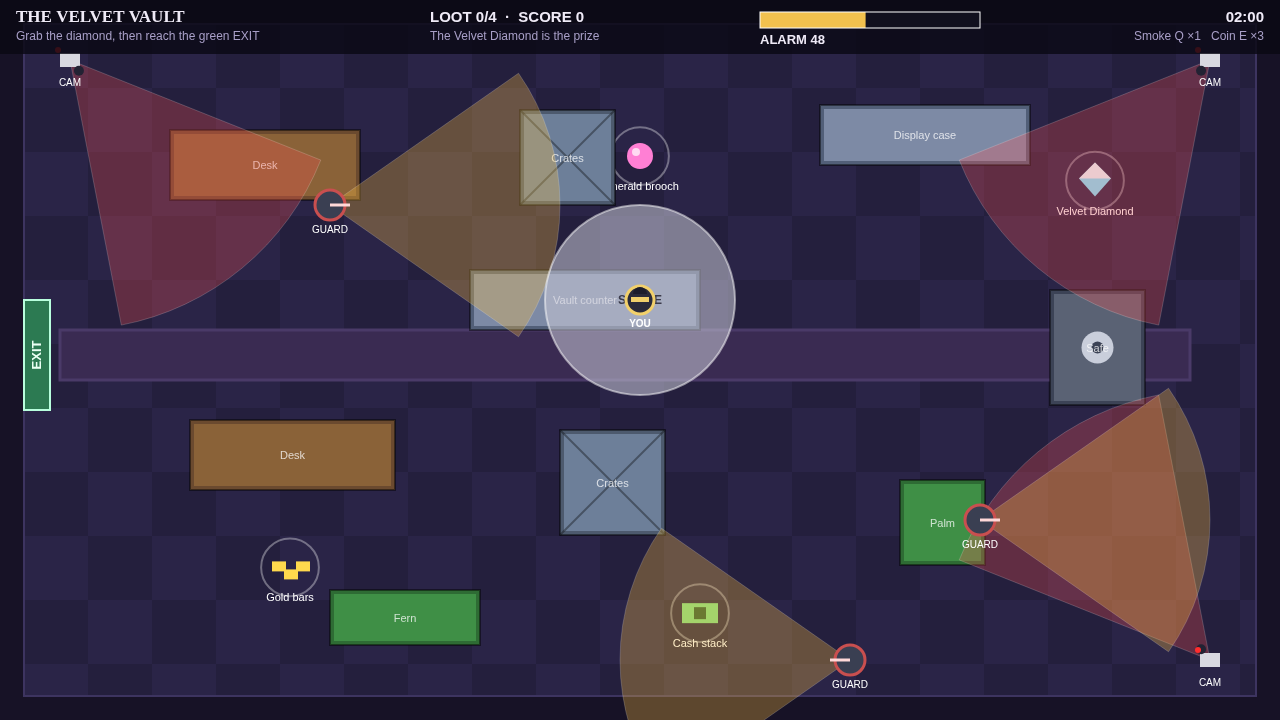 THE VELVET VAULT
Grab the diamond, then reach the green EXIT
LOOT 0/4 · SCORE 0
The Velvet Diamond is the prize
ALARM 48
02:00
Smoke Q ×1 Coin E ×3
CAM
CAM
Desk
Crates
Display case
brooch
Velvet Diamond
GUARD
Vault counter
YOU
EXIT
Safe
Desk
Crates
Palm
GUARD
Gold bars
Fern
Cash stack
GUARD
CAM